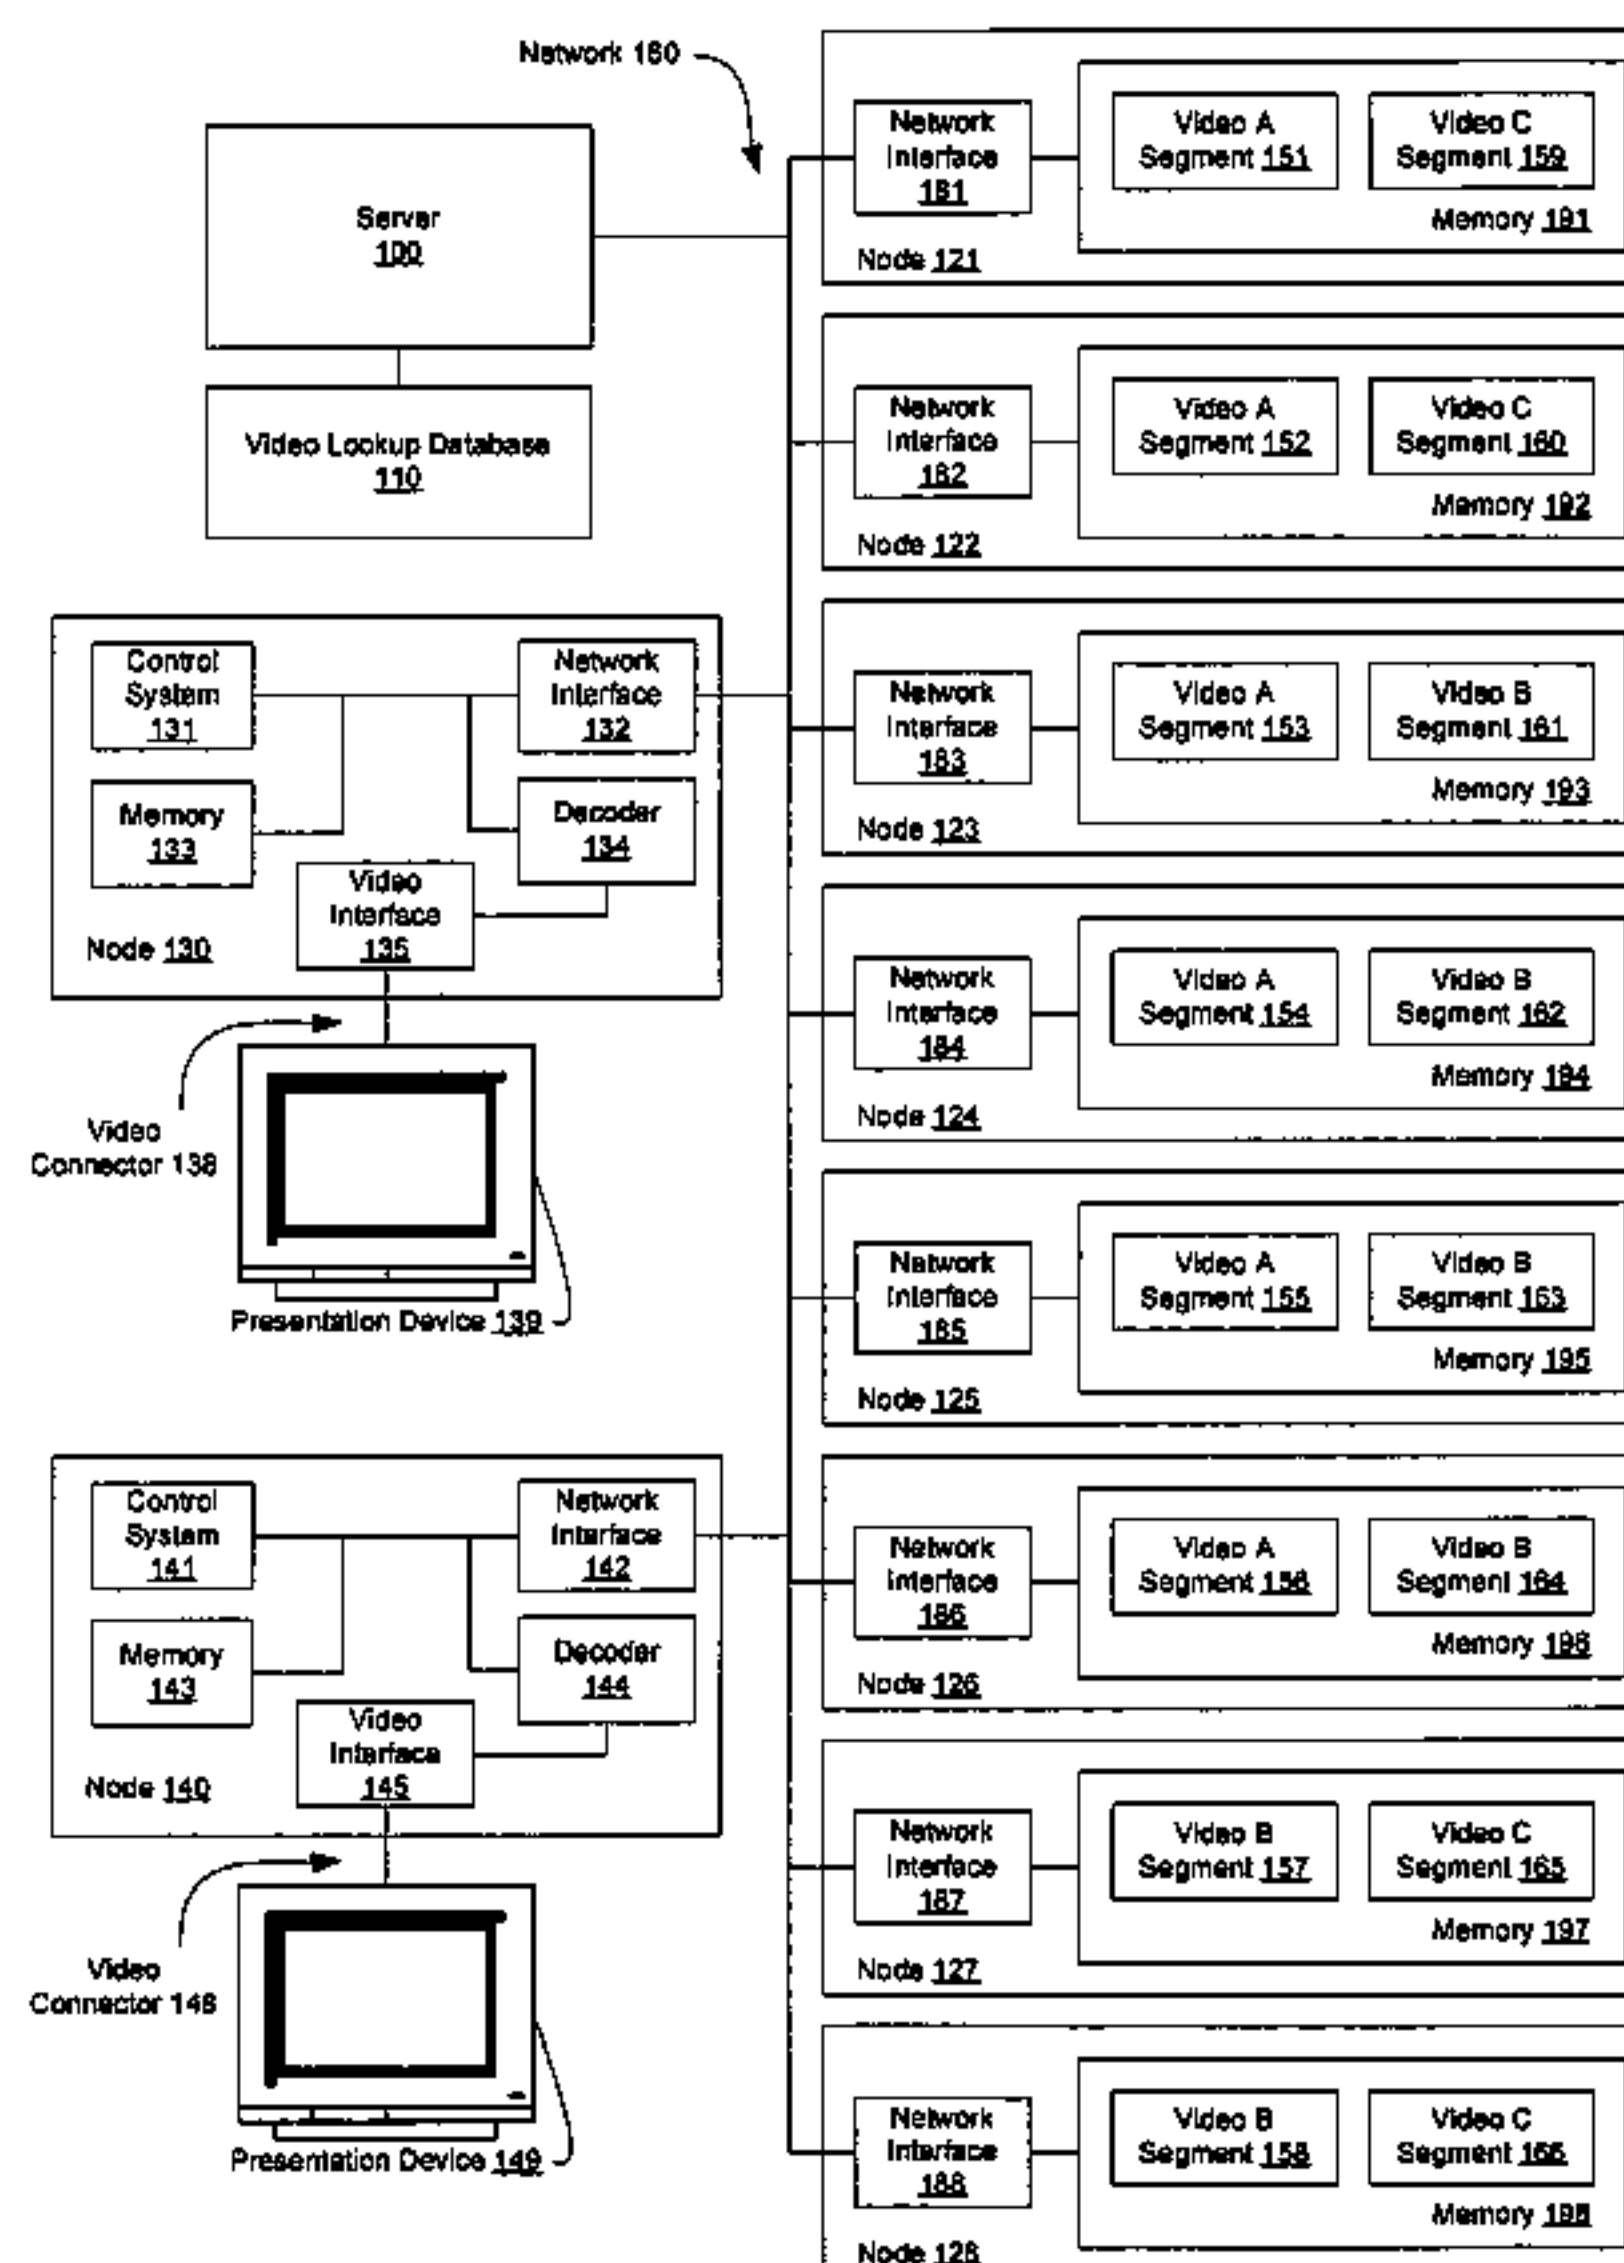 Network 180
Server
100
Video Lookup Database
110
Control
System
131
Network
Interface
132
Memory
133
Decoder
134
Video
Interface
135
Node 130
Video
Connector 138
Presentation Device 139
Control
System
141
Network
Interface
142
Memory
143
Decoder
144
Video
Interface
145
Node 140
Video
Connector 148
Presentation Device 149
Network
Interface
181
Video A
Segment 151
Video C
Segment 159
Memory 191
Node 121
Network
Interface
182
Video A
Segment 152
Video C
Segment 160
Memory 192
Node 122
Network
Interface
183
Video A
Segment 153
Video B
Segment 161
Memory 193
Node 123
Network
Interface
184
Video A
Segment 154
Video B
Segment 162
Memory 194
Node 124
Network
Interface
185
Video A
Segment 155
Video B
Segment 163
Memory 195
Node 125
Network
Interface
186
Video A
Segment 156
Video B
Segment 164
Memory 196
Node 126
Network
Interface
187
Video B
Segment 157
Video C
Segment 165
Memory 197
Node 127
Network
Interface
188
Video B
Segment 158
Video C
Segment 166
Memory 198
Node 128